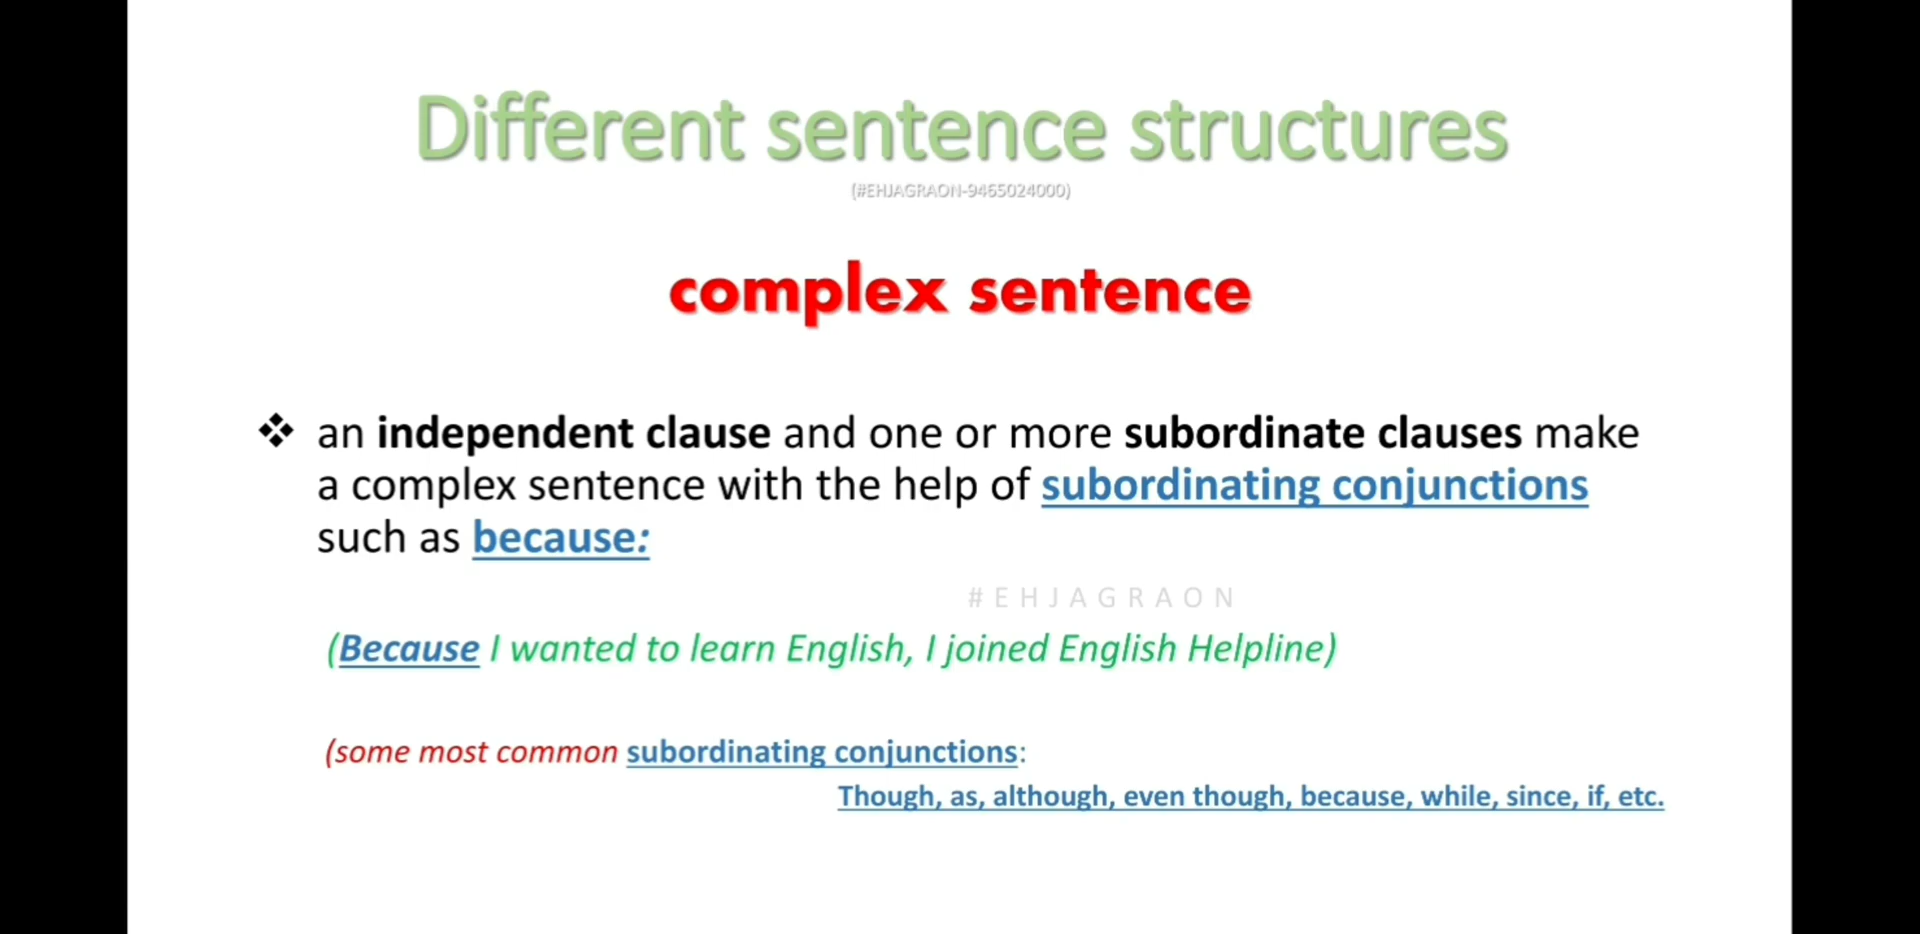 Different sentence structures
(#EHJAGRAON-9465024000)
complex sentence
❖ an independent clause and one or more subordinate clauses make
a complex sentence with the help of subordinating conjunctions
such as because:
#EHJAGRAON
(Because I wanted to learn English, I joined English Helpline)
(some most common subordinating conjunctions:
Though, as, although, even though, because, while, since, if, etc.